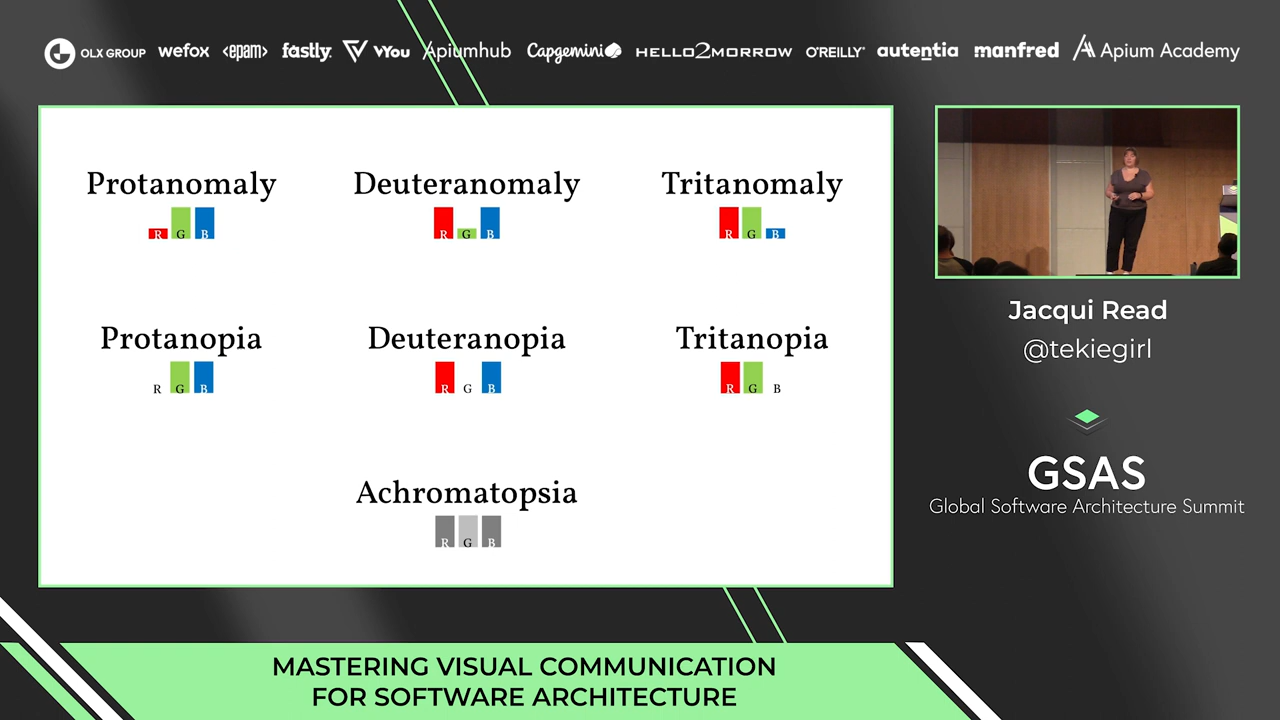 OLX GROUP wefox <epam> fastly. VYou Apiumhub Capgemini HELLO2MORROW O'REILLY® autentia manfred Apium Academy
Protanomaly Deuteranomaly Tritanomaly
R G B R G B R G B
Protanopia Deuteranopia Tritanopia
R G B R G B R G B
Achromatopsia
R G B
Jacqui Read
@tekiegirl
GSAS
Global Software Architecture Summit
MASTERING VISUAL COMMUNICATION
FOR SOFTWARE ARCHITECTURE